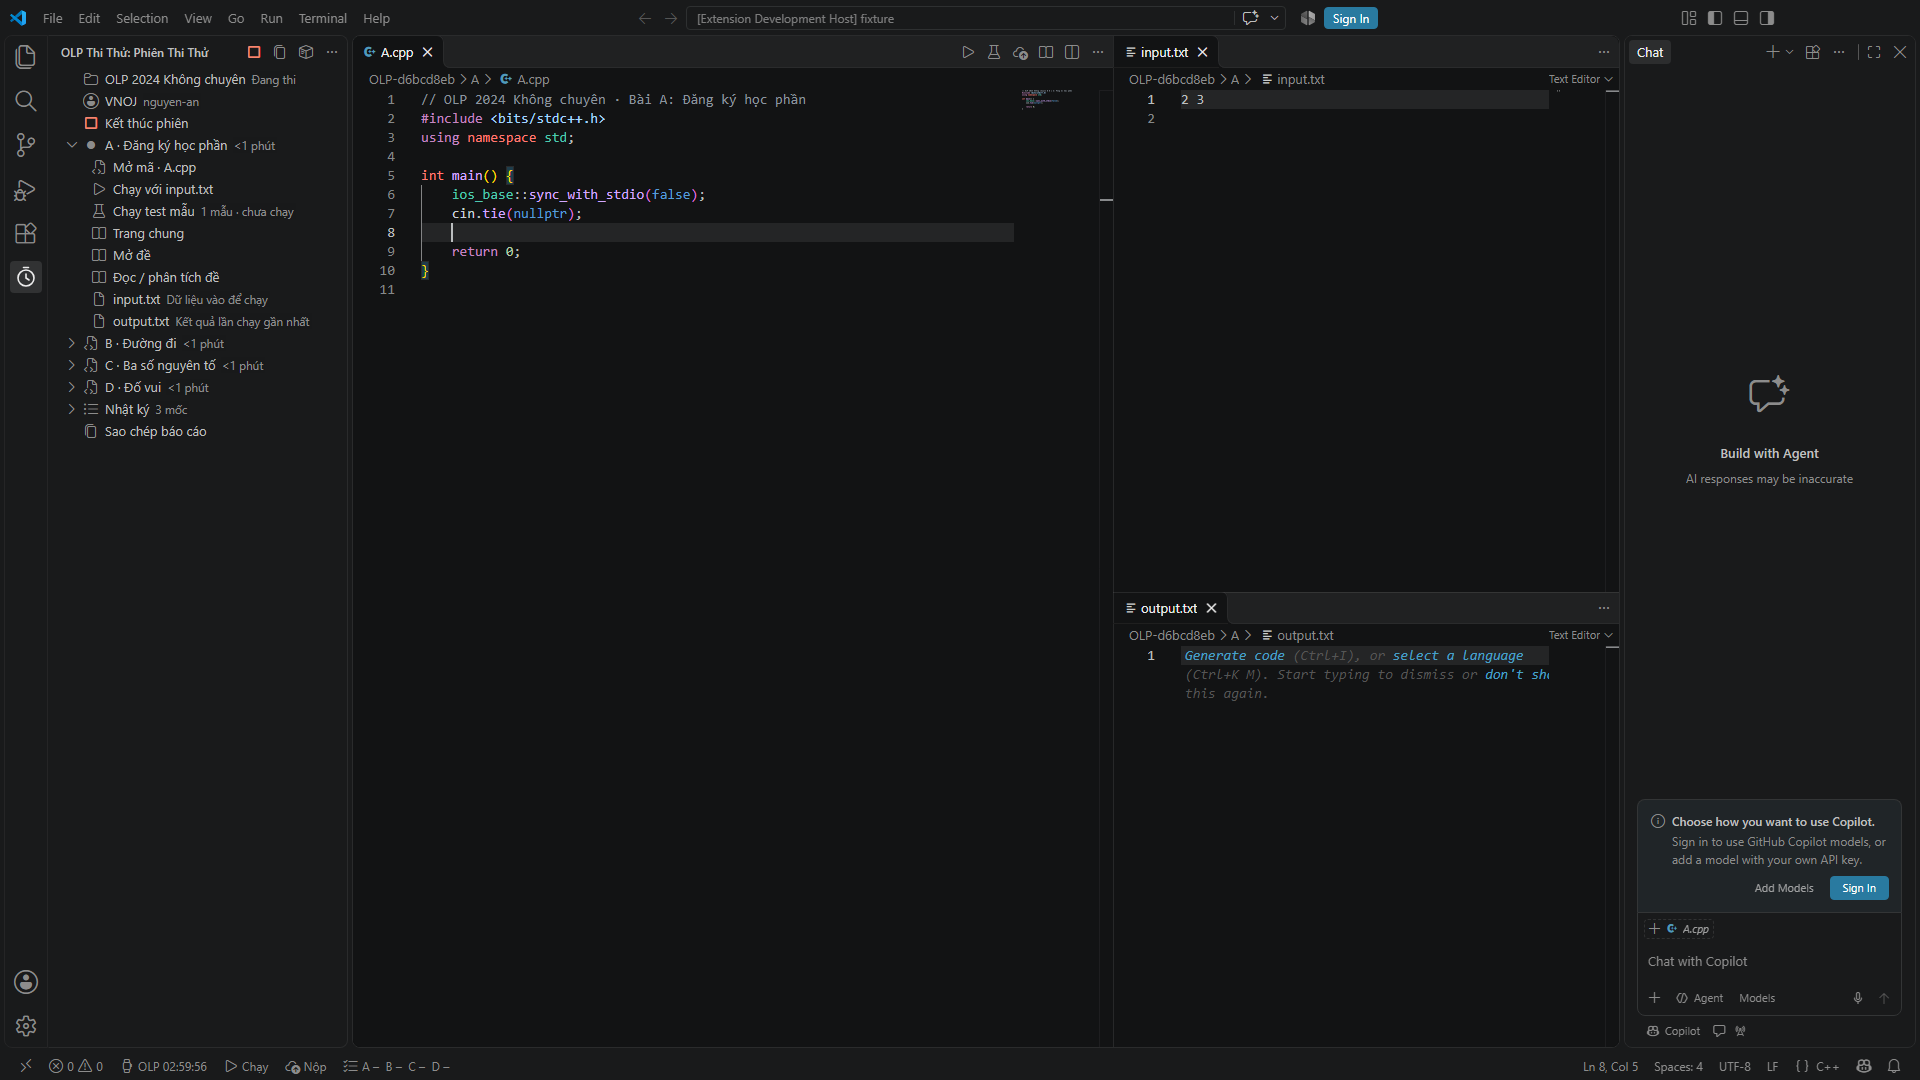 File Edit Selection View Go Run Terminal Help
[Extension Development Host] fixture
Sign In
OLP Thi Thử: Phiên Thi Thử
OLP 2024 Không chuyên Đang thi
VNOJ nguyen-an
Kết thúc phiên
A · Đăng ký học phần <1 phút
Mở mã · A.cpp
Chạy với input.txt
Chạy test mẫu 1 mẫu · chưa chạy
Trang chung
Mở đề
Đọc / phân tích đề
input.txt Dữ liệu vào để chạy
output.txt Kết quả lần chạy gần nhất
B · Đường đi <1 phút
C · Ba số nguyên tố <1 phút
D · Đố vui <1 phút
Nhật ký 3 mốc
Sao chép báo cáo
A.cpp
OLP-d6bcd8eb > A > A.cpp
1 // OLP 2024 Không chuyên · Bài A: Đăng ký học phần
2 #include <bits/stdc++.h>
3 using namespace std;
4
5 int main() {
6 ios_base::sync_with_stdio(false);
7 cin.tie(nullptr);
8
9 return 0;
10 }
11
input.txt
OLP-d6bcd8eb > A > input.txt
Text Editor
1 2 3
2
output.txt
OLP-d6bcd8eb > A > output.txt
Text Editor
1 Generate code (Ctrl+I), or select a language
(Ctrl+K M). Start typing to dismiss or don't sh
this again.
Chat
Build with Agent
AI responses may be inaccurate
Choose how you want to use Copilot.
Sign in to use GitHub Copilot models, or
add a model with your own API key.
Add Models Sign In
A.cpp
Chat with Copilot
Agent Models
Copilot
0 0 OLP 02:59:56 Chạy Nộp A – B – C – D –
Ln 8, Col 5 Spaces: 4 UTF-8 LF { } C++